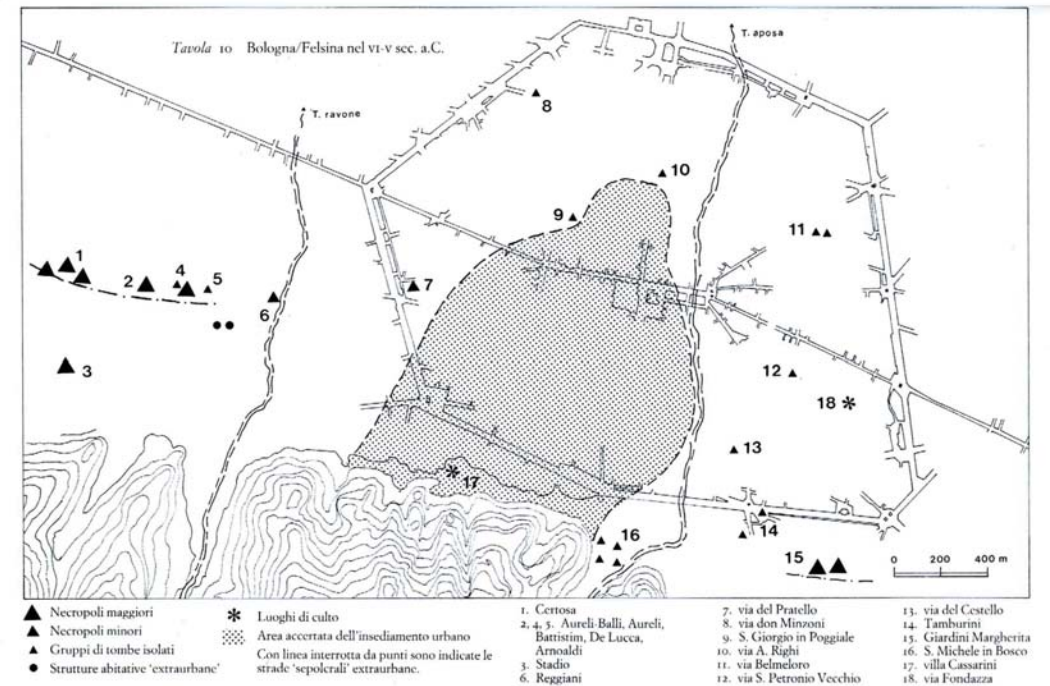 Tavola 10 Bologna/Felsina nel VI-V sec. a.C.
T. aposa
T. ravone
8
10
9
11
1
2
4
5
7
6
3
12
18
13
17
16
14
15
0 200 400 m
Necropoli maggiori
Necropoli minori
Gruppi di tombe isolati
Strutture abitative 'extraurbane'
Luoghi di culto
Area accertata dell'insediamento urbano
Con linea interrotta da punti sono indicate le
strade 'sepolcrali' extraurbane.
1. Certosa
2, 4, 5. Aureli-Balli, Aureli,
Battistim, De Lucca,
Arnoaldi
3. Stadio
6. Reggiani
7. via del Pratello
8. via don Minzoni
9. S. Giorgio in Poggiale
10. via A. Righi
11. via Belmeloro
12. via S. Petronio Vecchio
13. via del Cestello
14. Tamburini
15. Giardini Margherita
16. S. Michele in Bosco
17. villa Cassarini
18. via Fondazza